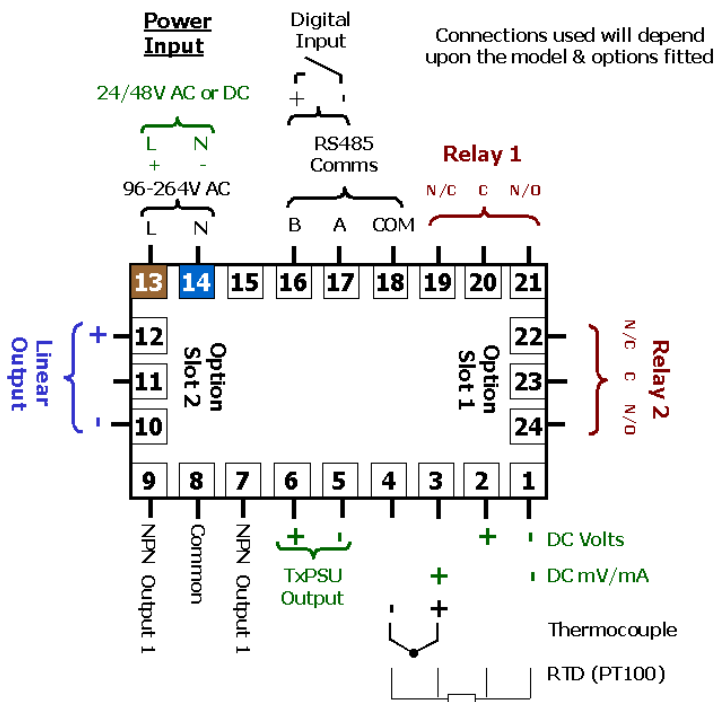 Power
Input
Digital
Input
Connections used will depend
upon the model & options fitted
24/48V AC or DC
L N
+ -
96-264V AC
L N
+ -
RS485
Comms
B A COM
Relay 1
N/C C N/O
13 14 15 16 17 18 19 20 21
12
11
10
+
-
Linear
Output
Option
Slot 2
Option
Slot 1
22
23
24
N/C C N/O
Relay 2
9 8 7 6 5 4 3 2 1
NPN Output 1
Common
NPN Output 1
+ -
TxPSU
Output
+ - DC Volts
+ - DC mV/mA
- +
Thermocouple
RTD (PT100)